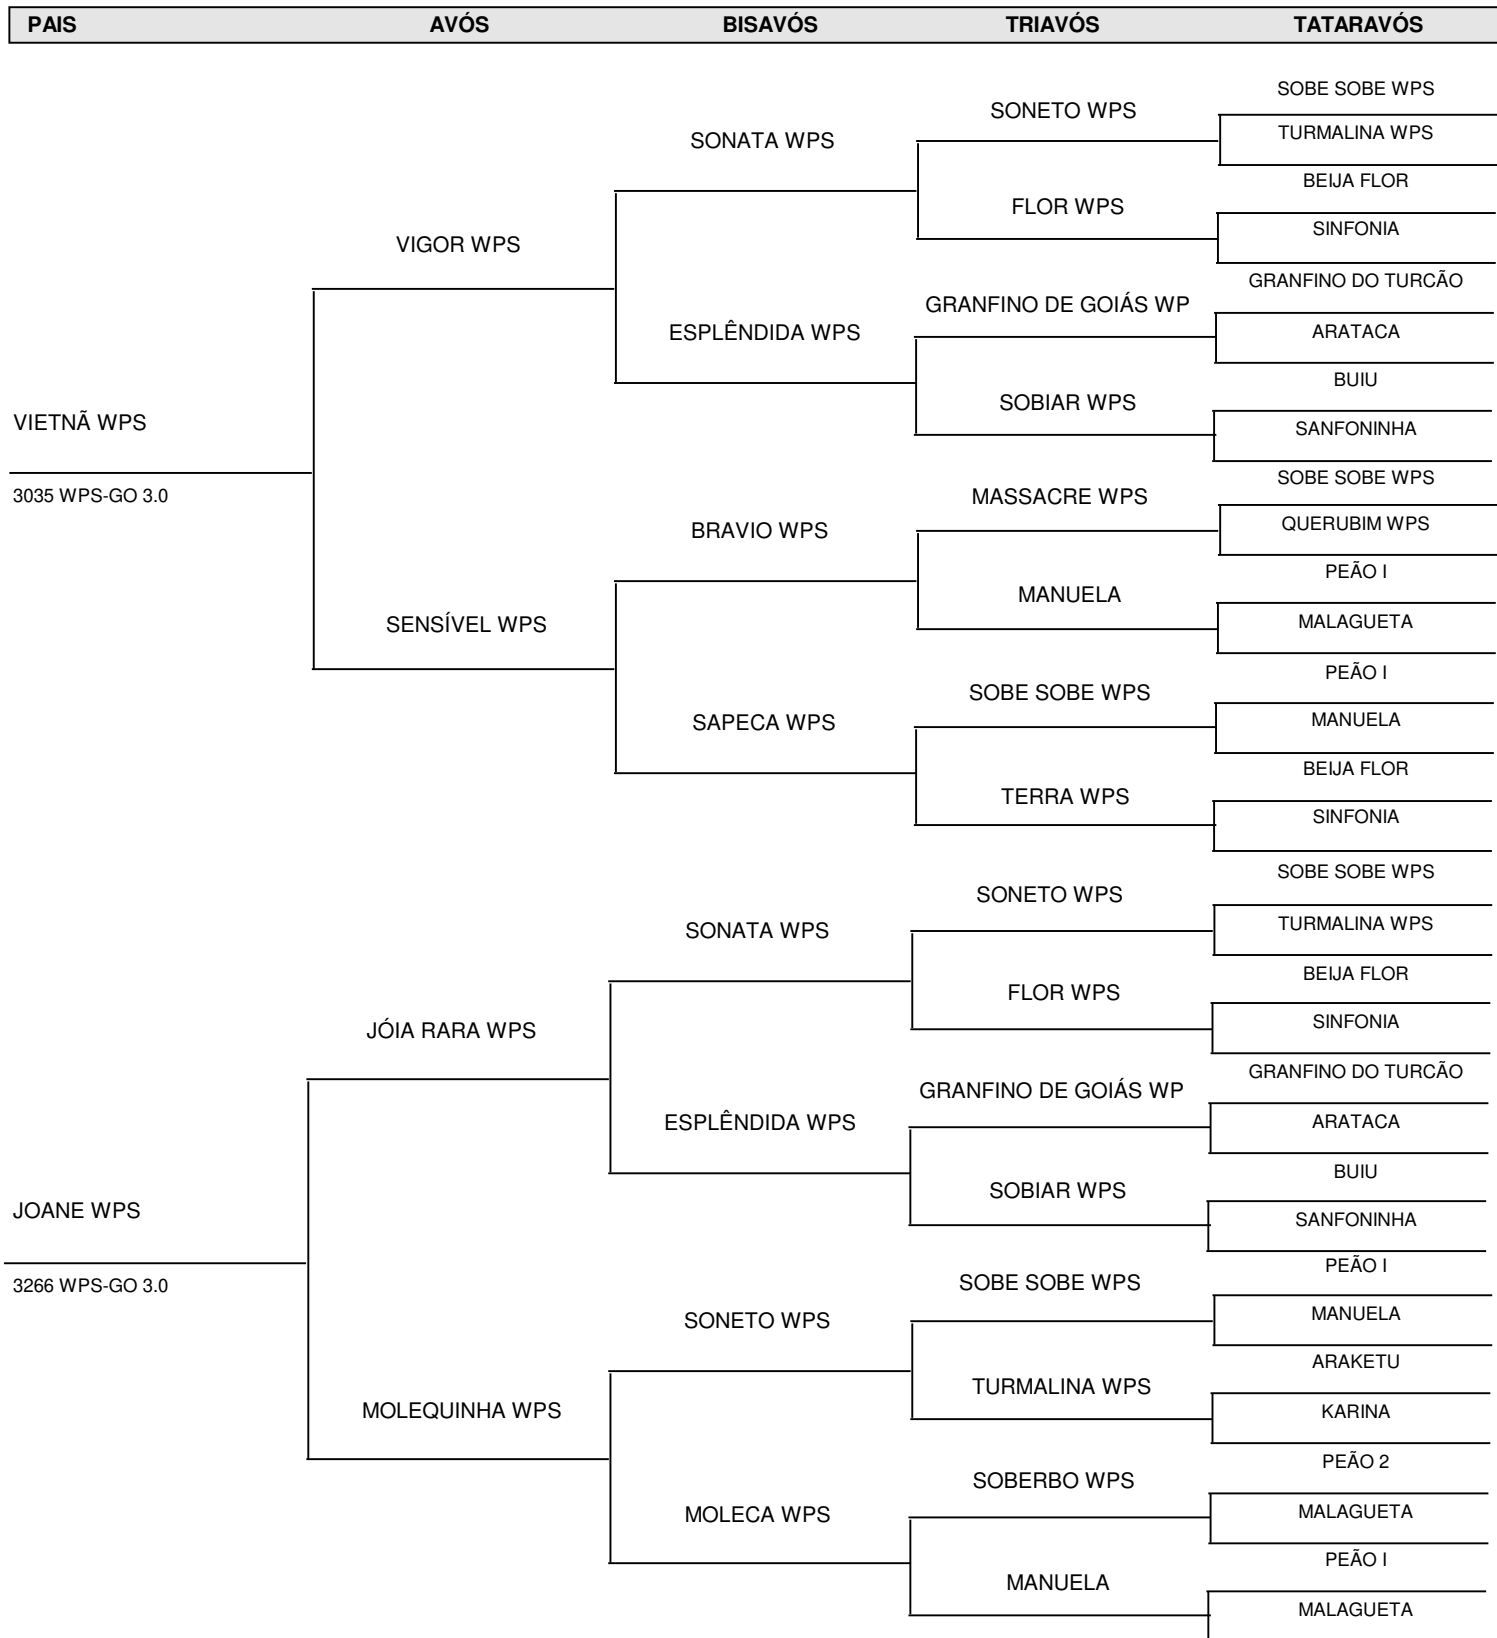 PAIS AVÓS BISAVÓS TRIAVÓS TATARAVÓS
SOBE SOBE WPS
SONETO WPS
TURMALINA WPS
SONATA WPS
BEIJA FLOR
FLOR WPS
SINFONIA
VIGOR WPS
GRANFINO DO TURCÃO
GRANFINO DE GOIÁS WP
ESPLÊNDIDA WPS
ARATACA
BUIU
SOBIAR WPS
VIETNÃ WPS
SANFONINHA
SOBE SOBE WPS
3035 WPS-GO 3.0
MASSACRE WPS
QUERUBIM WPS
BRAVIO WPS
PEÃO I
MANUELA
SENSÍVEL WPS
MALAGUETA
PEÃO I
SOBE SOBE WPS
SAPECA WPS
MANUELA
BEIJA FLOR
TERRA WPS
SINFONIA
SOBE SOBE WPS
SONETO WPS
TURMALINA WPS
SONATA WPS
BEIJA FLOR
FLOR WPS
SINFONIA
JÓIA RARA WPS
GRANFINO DO TURCÃO
GRANFINO DE GOIÁS WP
ESPLÊNDIDA WPS
ARATACA
BUIU
SOBIAR WPS
JOANE WPS
SANFONINHA
PEÃO I
3266 WPS-GO 3.0
SOBE SOBE WPS
SONETO WPS
MANUELA
ARAKETU
TURMALINA WPS
MOLEQUINHA WPS
KARINA
PEÃO 2
SOBERBO WPS
MOLECA WPS
MALAGUETA
PEÃO I
MANUELA
MALAGUETA